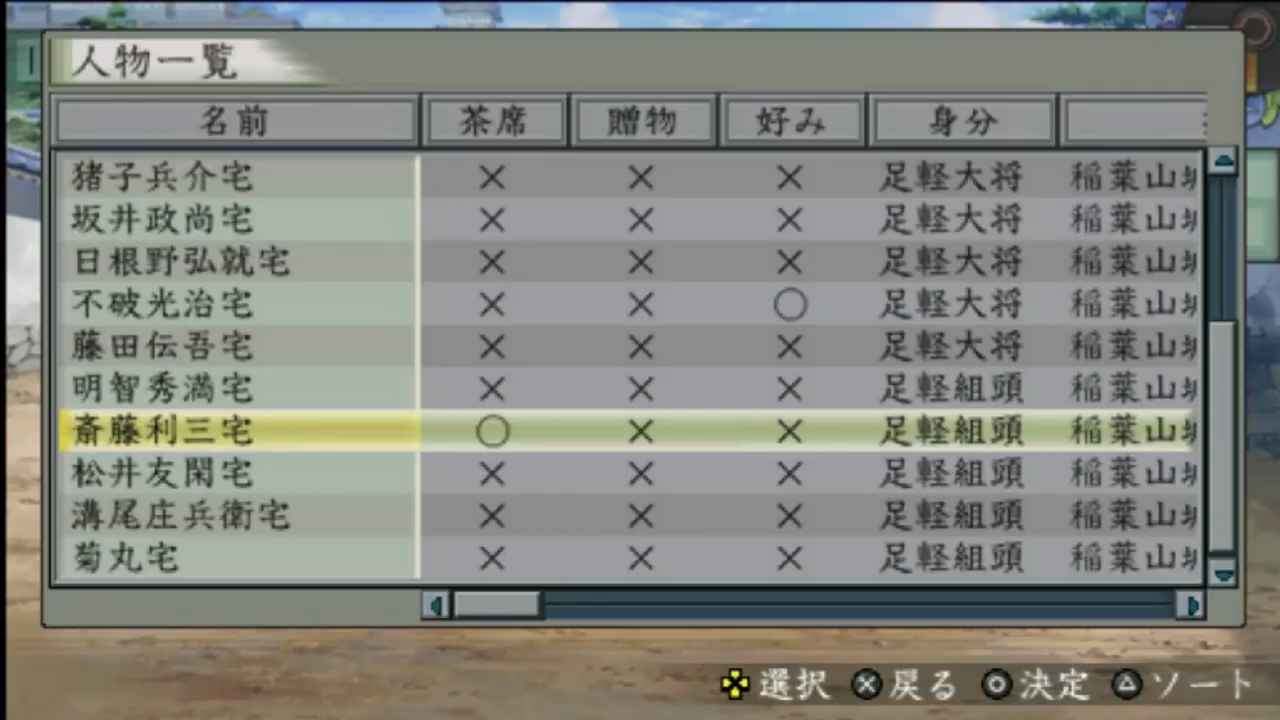 人物一覧
名前 茶席 贈物 好み 身分
猪子兵介宅 × × × 足軽大将 稲葉山
坂井政尚宅 × × × 足軽大将 稲葉山
日根野弘就宅 × × × 足軽大将 稲葉山
不破光治宅 × × ○ 足軽大将 稲葉山
藤田伝吾宅 × × × 足軽大将 稲葉山
明智秀満宅 × × × 足軽組頭 稲葉山
斎藤利三宅 ○ × × 足軽組頭 稲葉山
松井友閑宅 × × × 足軽組頭 稲葉山
溝尾庄兵衛宅 × × × 足軽組頭 稲葉山
菊丸宅 × × × 足軽組頭 稲葉山
選択 戻る 決定 ソート